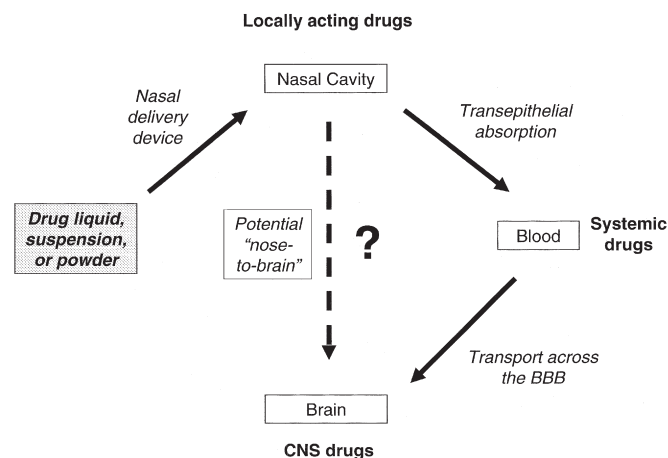 Locally acting drugs
Nasal Cavity
Nasal
delivery
device
Transepithelial
absorption
Drug liquid,
suspension,
or powder
Potential
“nose-
to-brain”
?
Blood
Systemic
drugs
Transport across
the BBB
Brain
CNS drugs